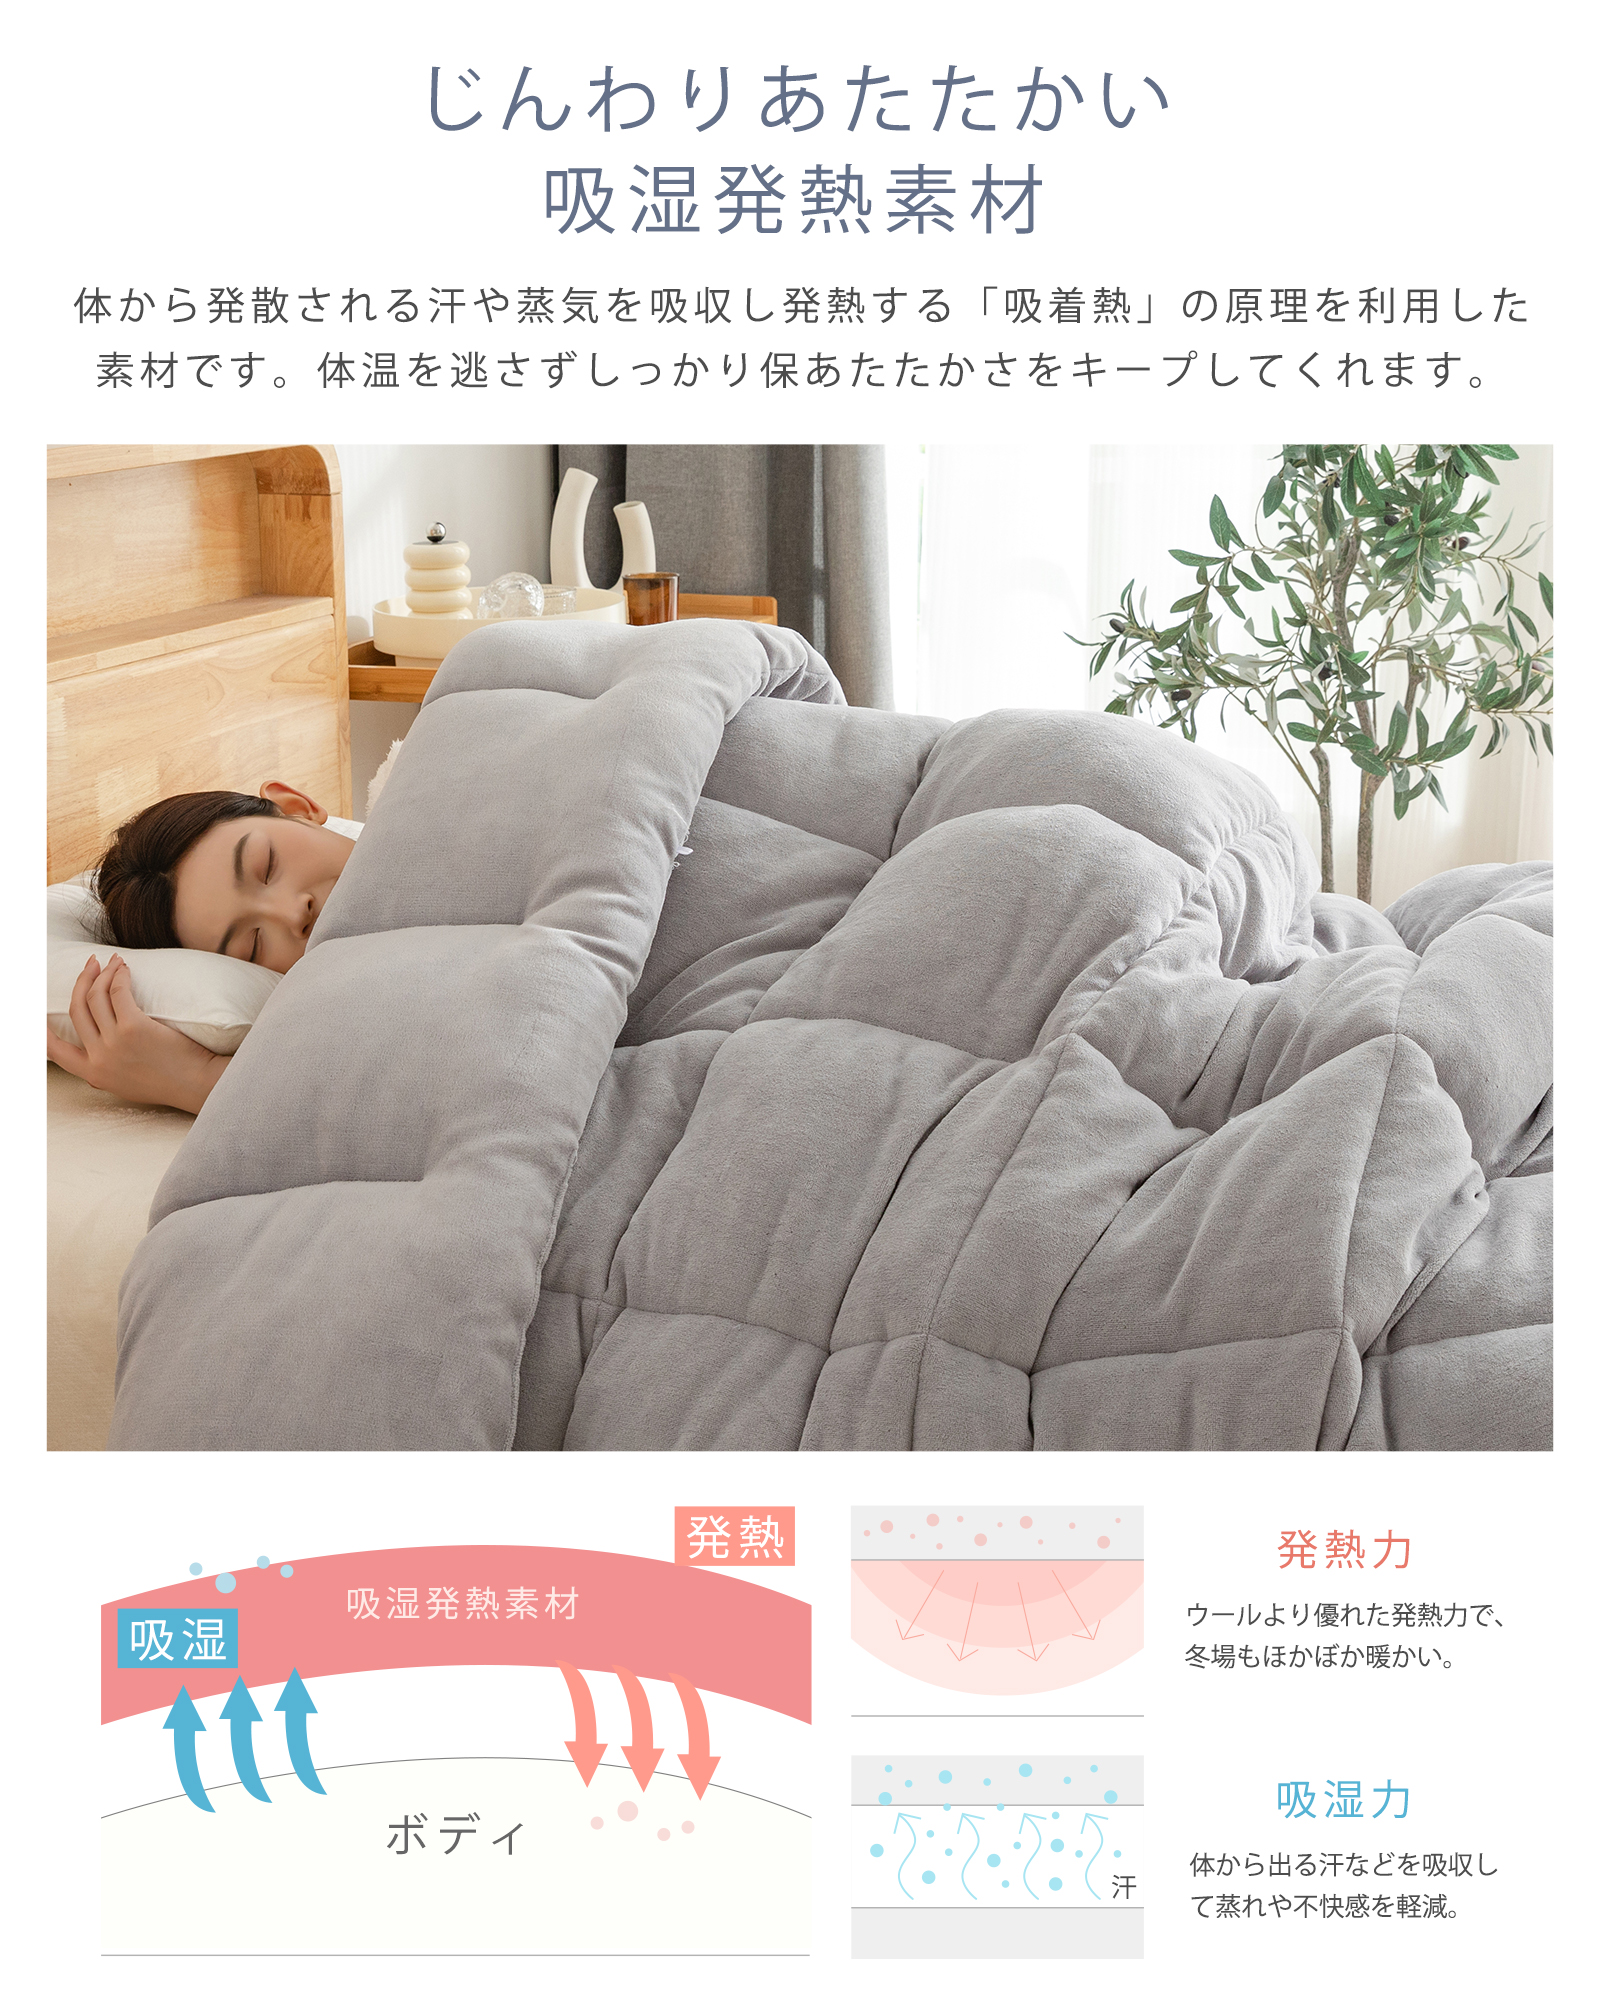 じんわりあたたかい
吸湿発熱素材
体から発散される汗や蒸気を吸収し発熱する「吸着熱」の原理を利用した
素材です。体温を逃さずしっかり保あたたかさをキープしてくれます。
発熱
吸湿発熱素材
吸湿
ボディ
発熱力
ウールより優れた発熱力で、
冬場もほかぼか暖かい。
汗
吸湿力
体から出る汗などを吸収し
て蒸れや不快感を軽減。